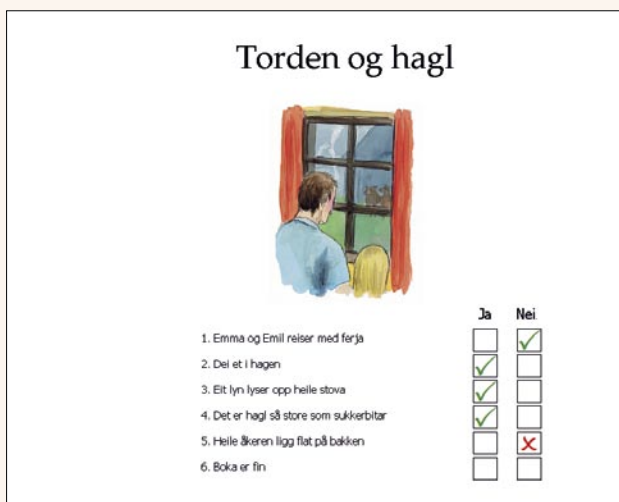 Torden og hagl
Ja Nei
1. Emma og Emil reiser med ferja
2. Dei et i hagen
3. Eit lyn lyser opp heile stova
4. Det er hagl så store som sukkerbitar
5. Heile åkeren ligg flat på bakken
6. Boka er fin